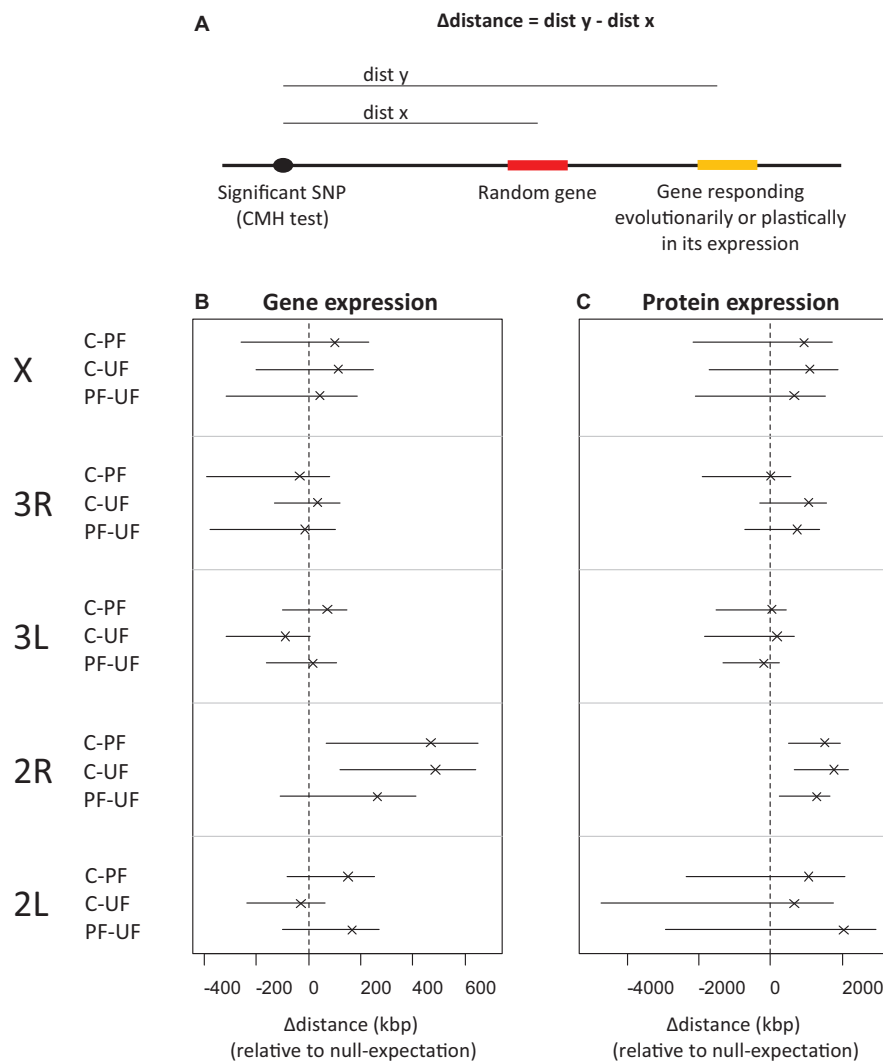 A
Δdistance = dist y - dist x
dist y
dist x
Significant SNP
(CMH test)
Random gene
Gene responding
evolutionarily or plastically
in its expression
B Gene expression
C Protein expression
X
C-PF
C-UF
PF-UF
3R
C-PF
C-UF
PF-UF
3L
C-PF
C-UF
PF-UF
2R
C-PF
C-UF
PF-UF
2L
C-PF
C-UF
PF-UF
-400 -200 0 200 400 600
Δdistance (kbp)
(relative to null-expectation)
-4000 -2000 0 2000
Δdistance (kbp)
(relative to null-expectation)